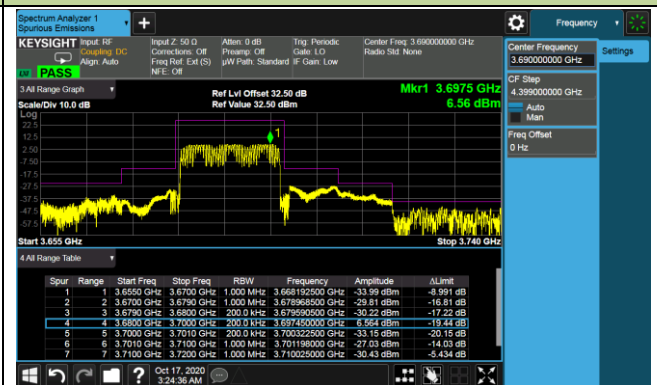 Spectrum Analyzer 1
Spurious Emissions
Frequency
KEYSIGHT Input: RF
Coupling: DC
Align: Auto
Input Z: 50 Ω
Corrections: Off
Freq Ref: Ext (S)
NFE: Off
Atten: 0 dB
Preamp: Off
µW Path: Standard
Trig: Periodic
Gate: LO
IF Gain: Low
Center Freq: 3.690000000 GHz
Radio Std: None
PASS
Center Frequency
3.690000000 GHz
Settings
CF Step
4.399000000 GHz
Auto
Man
Freq Offset
0 Hz
3 All Range Graph
Scale/Div 10.0 dB
Ref Lvl Offset 32.50 dB
Ref Value 32.50 dBm
Mkr1 3.6975 GHz
6.56 dBm
Log
22.5
12.5
2.50
-7.50
-17.5
-27.5
-37.5
-47.5
-57.5
1
Start 3.655 GHz
Stop 3.740 GHz
4 All Range Table
Spur Range Start Freq Stop Freq RBW Frequency Amplitude ΔLimit
1 1 3.6550 GHz 3.6700 GHz 1.000 MHz 3.668192500 GHz -33.99 dBm -8.991 dB
2 2 3.6700 GHz 3.6790 GHz 1.000 MHz 3.678968500 GHz -29.81 dBm -16.81 dB
3 3 3.6790 GHz 3.6800 GHz 200.0 kHz 3.679590500 GHz -30.22 dBm -17.22 dB
4 4 3.6800 GHz 3.7000 GHz 200.0 kHz 3.697450000 GHz 6.564 dBm -19.44 dB
5 5 3.7000 GHz 3.7010 GHz 200.0 kHz 3.700322500 GHz -33.15 dBm -20.15 dB
6 6 3.7010 GHz 3.7100 GHz 1.000 MHz 3.701198000 GHz -27.03 dBm -14.03 dB
7 7 3.7100 GHz 3.7200 GHz 1.000 MHz 3.710025000 GHz -30.43 dBm -5.434 dB
Oct 17, 2020
3:24:36 AM